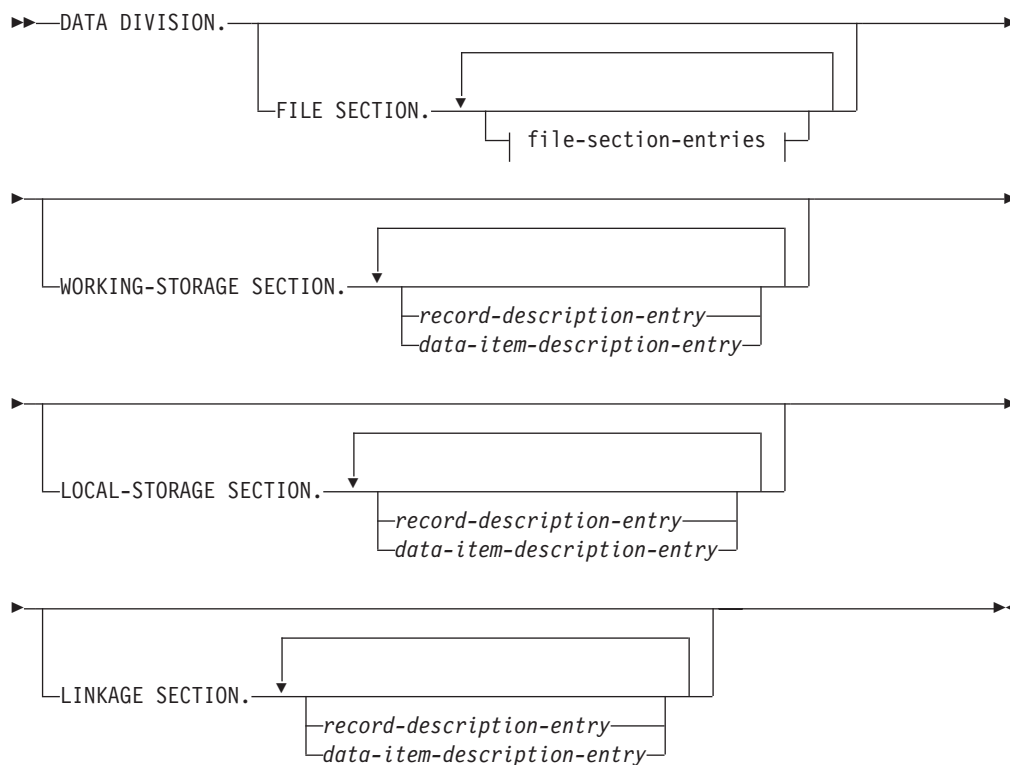 DATA DIVISION.
FILE SECTION.
file-section-entries
WORKING-STORAGE SECTION.
record-description-entry
data-item-description-entry
LOCAL-STORAGE SECTION.
record-description-entry
data-item-description-entry
LINKAGE SECTION.
record-description-entry
data-item-description-entry